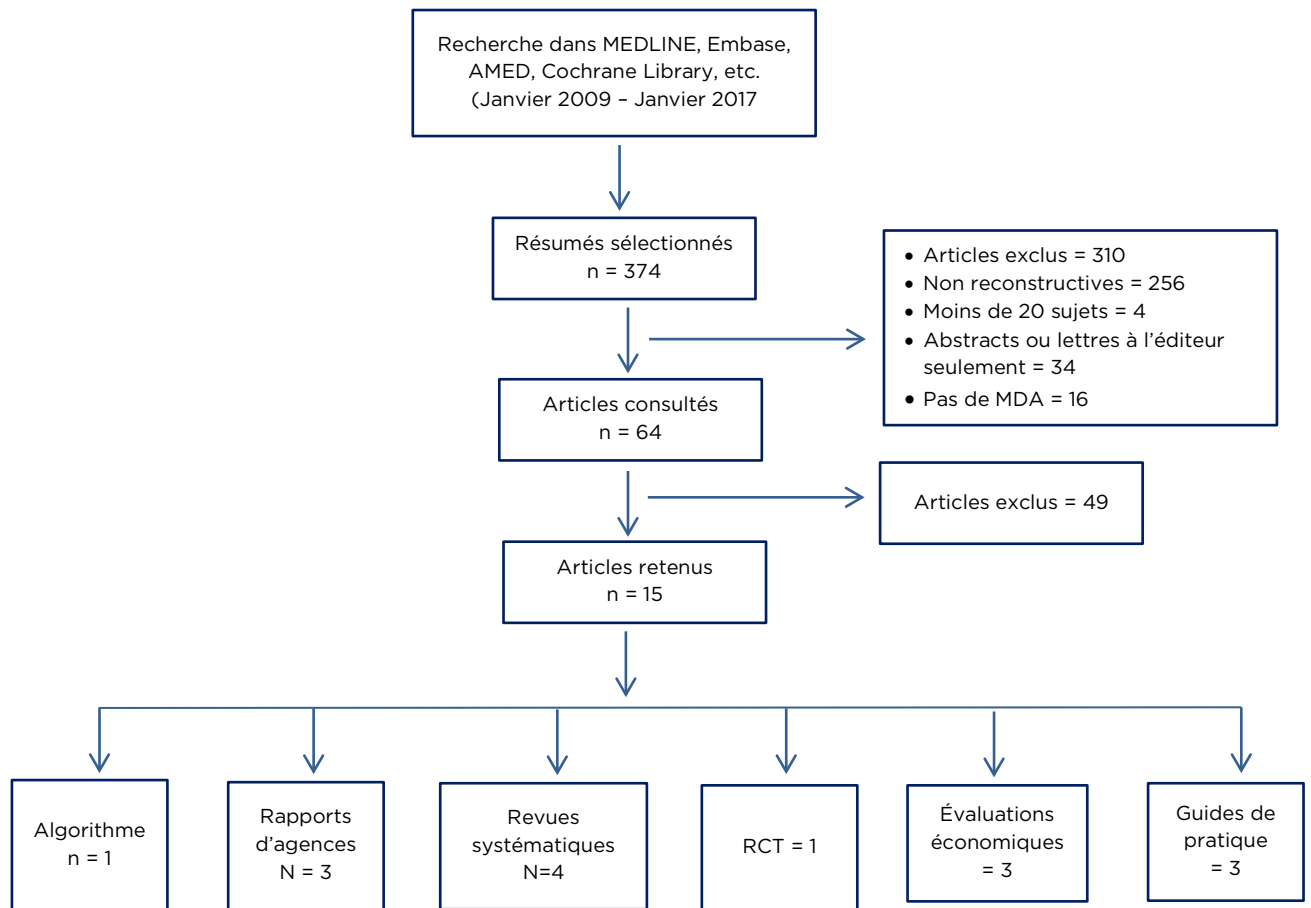 Recherche dans MEDLINE, Embase,
AMED, Cochrane Library, etc.
(Janvier 2009 – Janvier 2017
Résumés sélectionnés
n = 374
• Articles exclus = 310
• Non reconstructives = 256
• Moins de 20 sujets = 4
• Abstracts ou lettres à l’éditeur
seulement = 34
• Pas de MDA = 16
Articles consultés
n = 64
Articles exclus = 49
Articles retenus
n = 15
Algorithme
n = 1
Rapports
d’agences
N = 3
Revues
systématiques
N=4
RCT = 1
Évaluations
économiques
= 3
Guides de
pratique
= 3